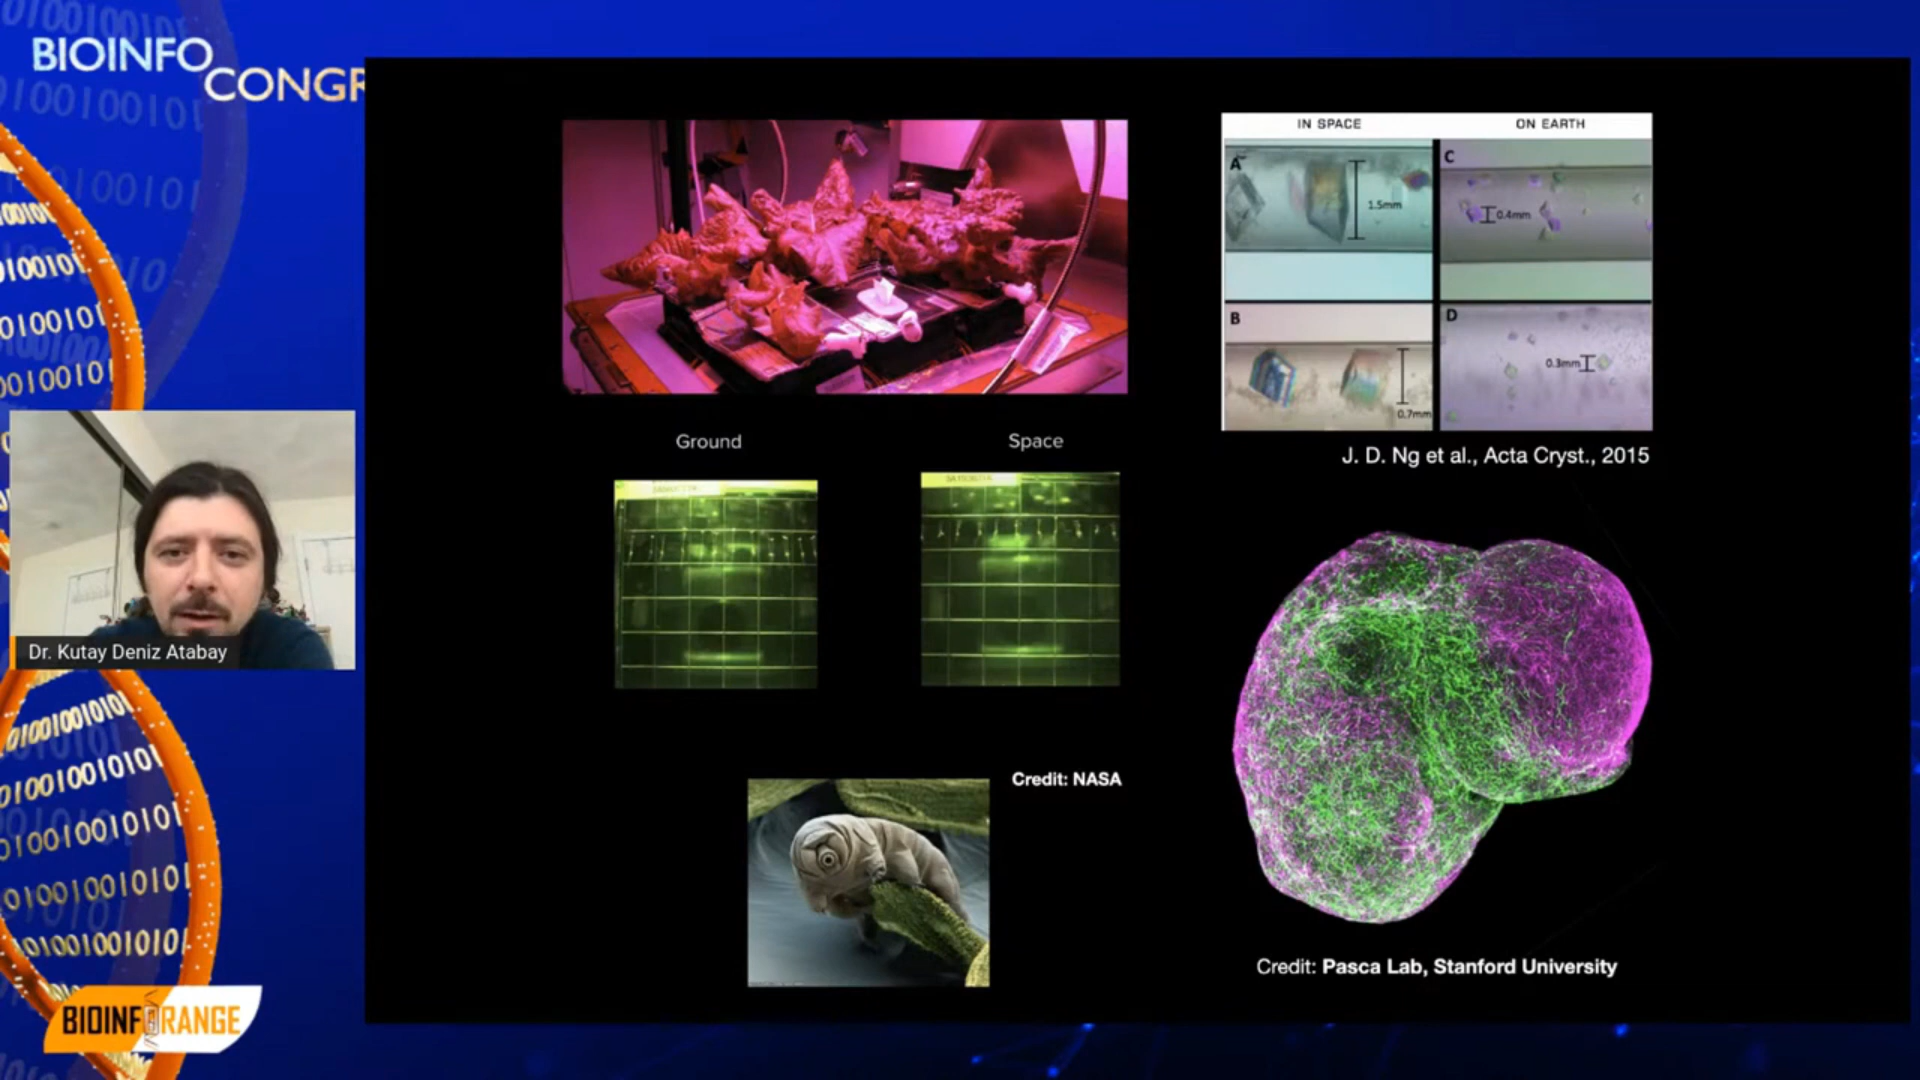 BIOINFO
CONGR
IN SPACE
ON EARTH
A
C
1.5mm
0.4mm
B
D
0.3mm
0.7mm
J. D. Ng et al., Acta Cryst., 2015
Ground
Space
Dr. Kutay Deniz Atabay
Credit: NASA
Credit: Pasca Lab, Stanford University
BIOINFORANGE